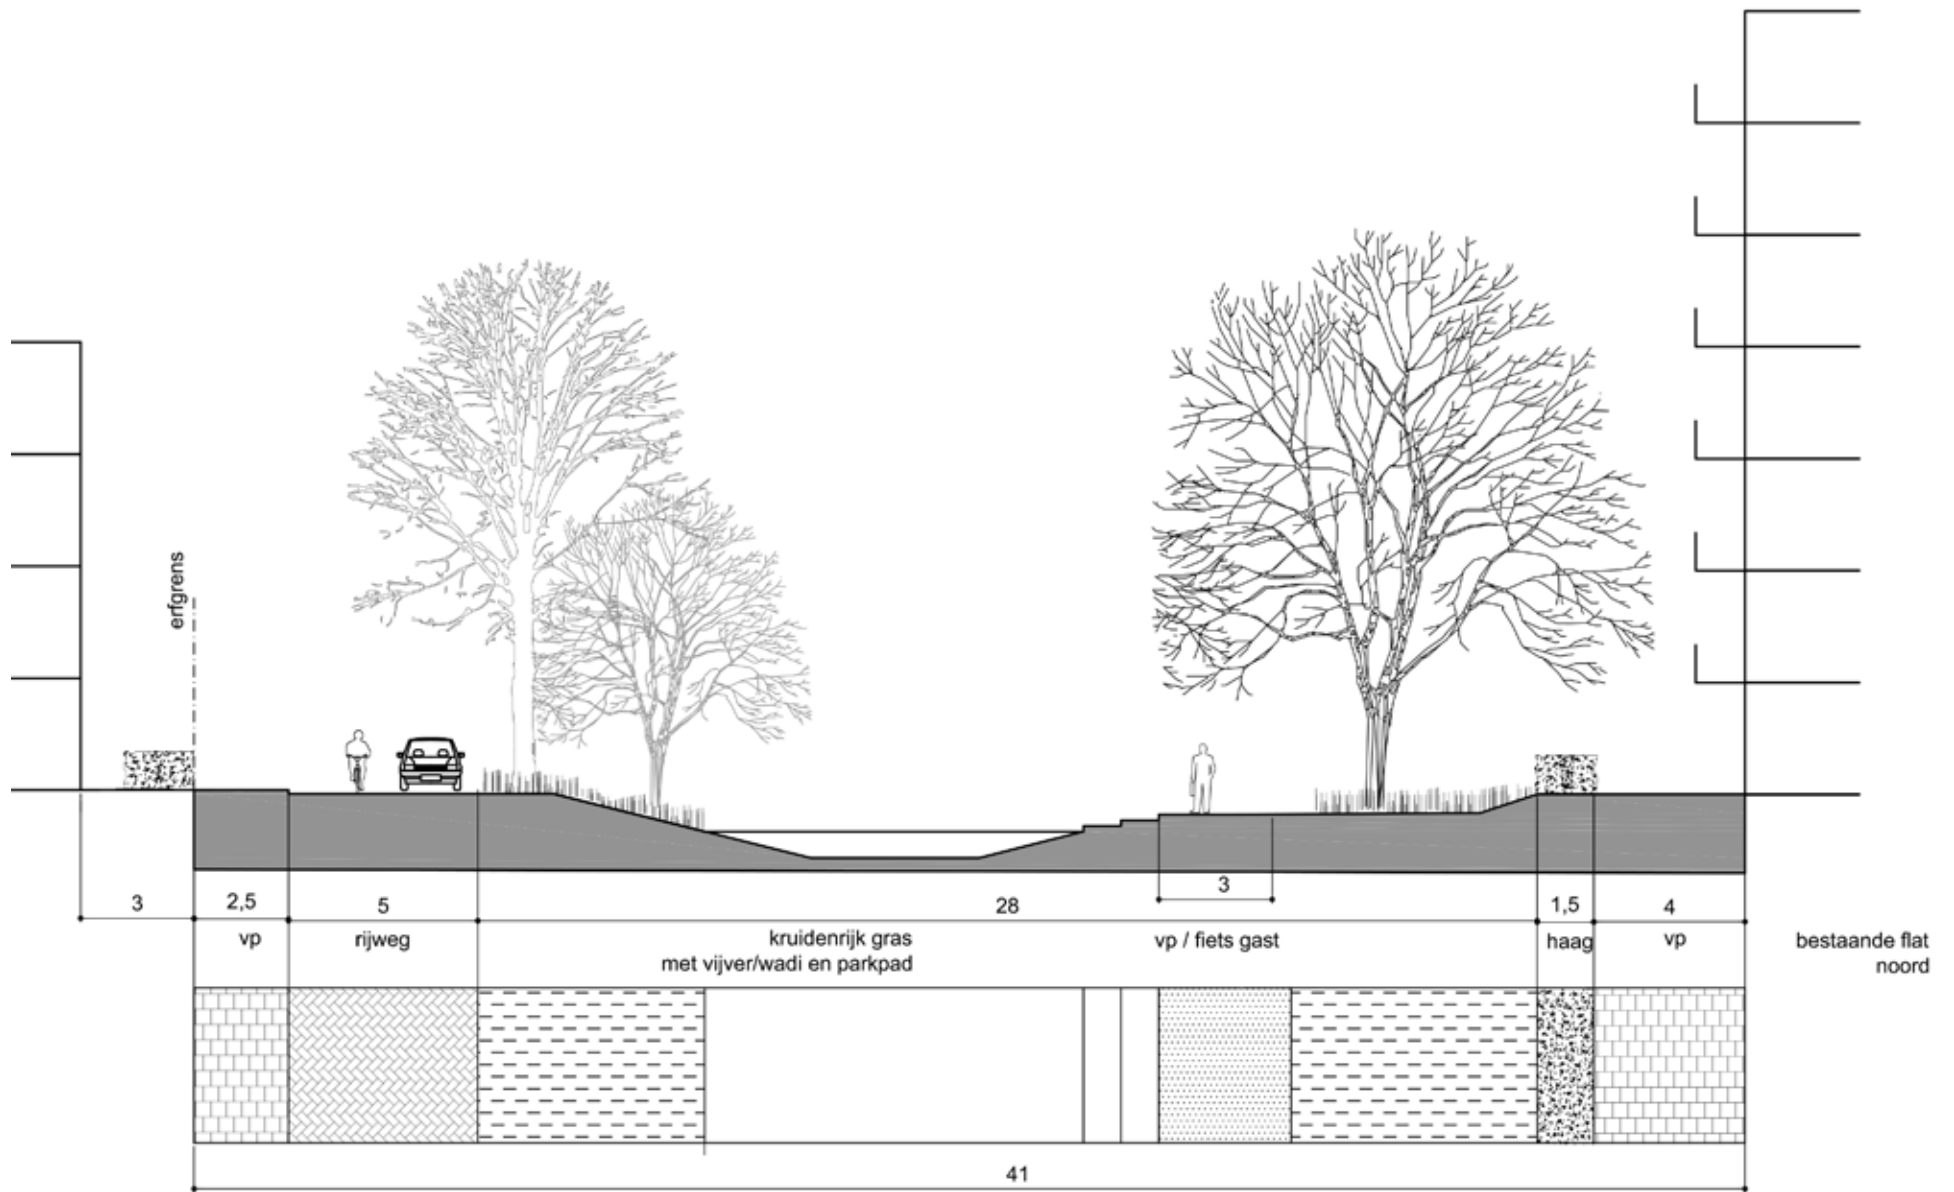 erfgrens
3
2,5
5
28
3
1,5
4
vp
rijweg
kruidenrijk gras
met vijver/wadi en parkpad
vp / fiets gast
haag
vp
bestaande flat
noord
41